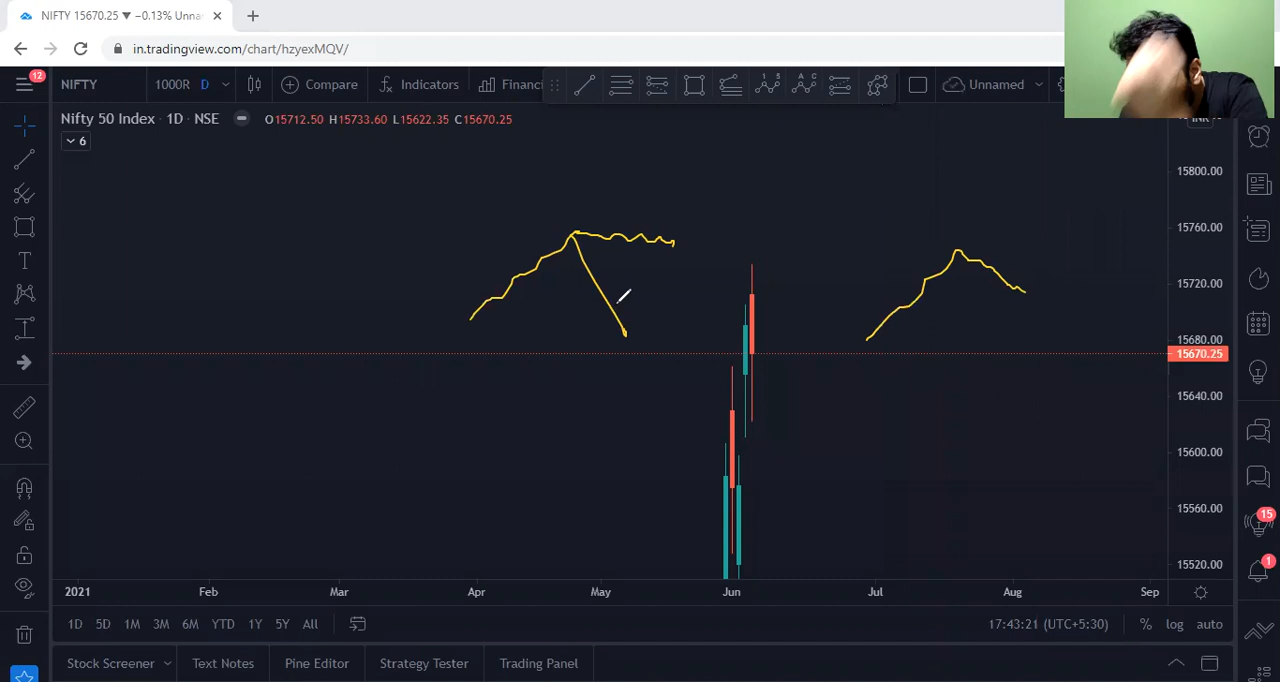 NIFTY 15670.25 ▼ −0.13% Unna
in.tradingview.com/chart/hzyexMQV/
12
NIFTY 1000R D Compare Indicators Financi Unnamed
Nifty 50 Index · 1D · NSE O15712.50 H15733.60 L15622.35 C15670.25
6
15800.00
15760.00
15720.00
15680.00
15670.25
15640.00
15600.00
15560.00
15520.00
15
1
2021 Feb Mar Apr May Jun Jul Aug Sep
1D 5D 1M 3M 6M YTD 1Y 5Y All 17:43:21 (UTC+5:30) % log auto
Stock Screener Text Notes Pine Editor Strategy Tester Trading Panel